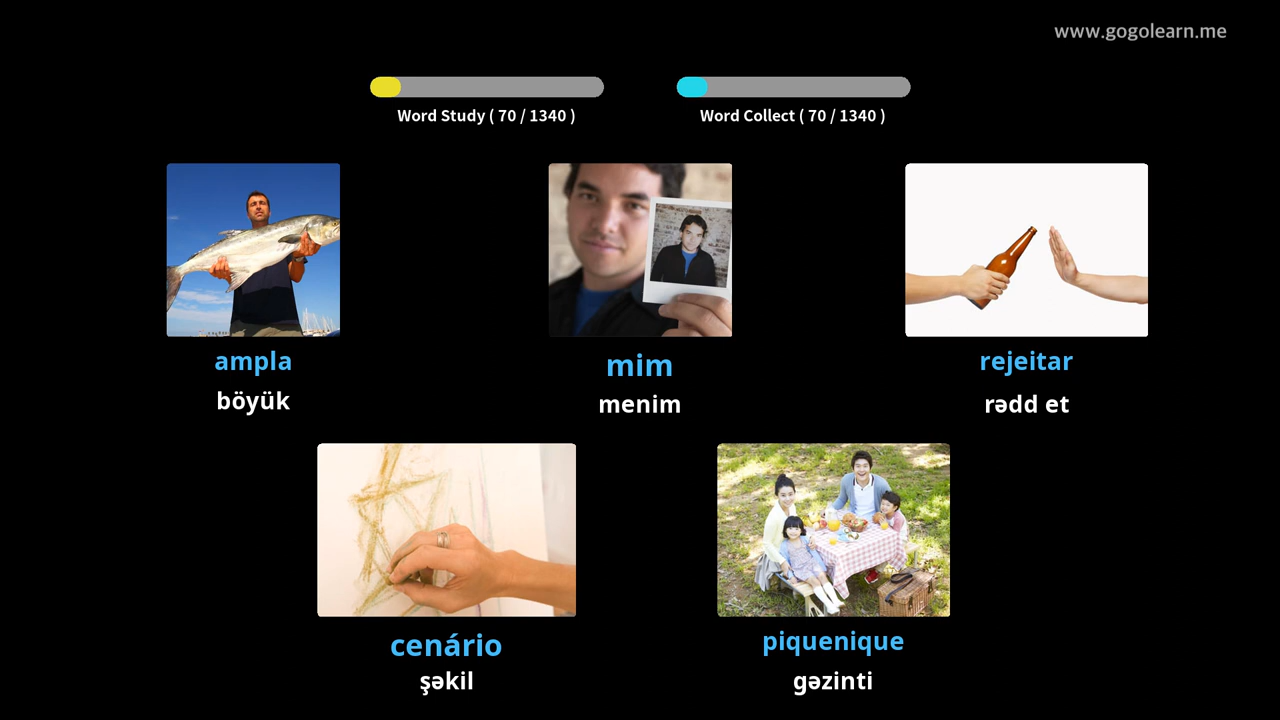 www.gogolearn.me
Word Study ( 70 / 1340 )
Word Collect ( 70 / 1340 )
ampla
böyük
mim
menim
rejeitar
rədd et
cenário
şəkil
piquenique
gəzinti